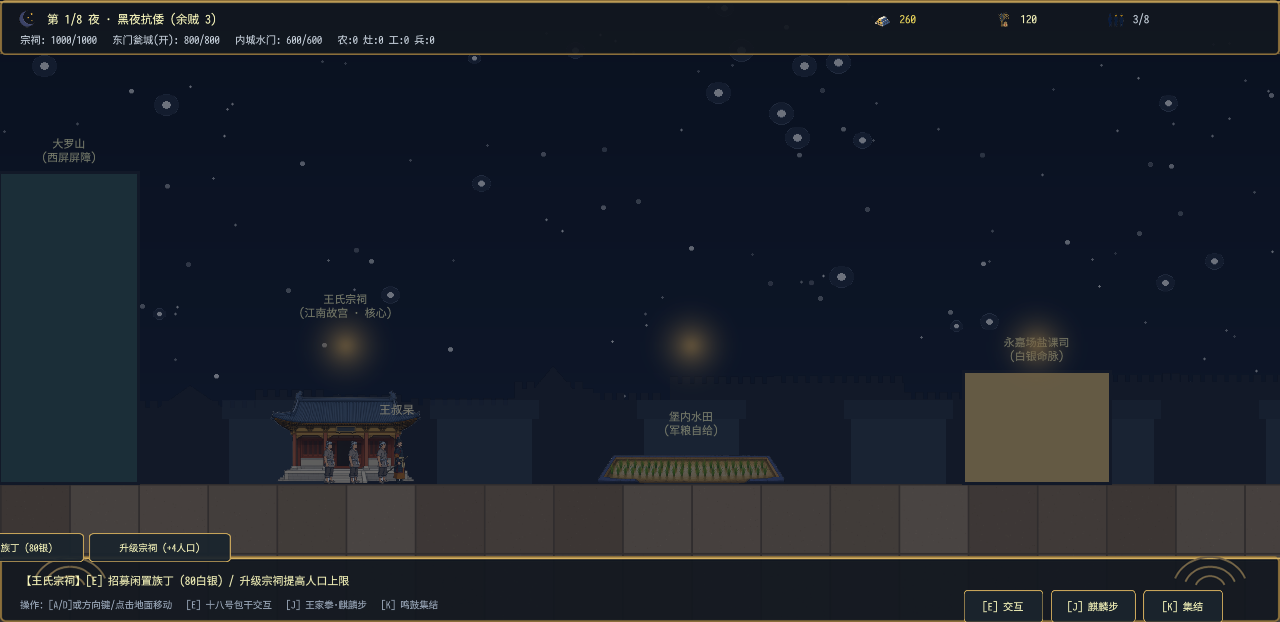 第 1/8 夜 · 黑夜抗倭 (余贼 3)
260
120
3/8
宗祠: 1000/1000 东门瓮城(开): 800/800 内城水门: 600/600 农:0 灶:0 工:0 兵:0
大罗山
(西屏屏障)
王氏宗祠
(江南故宫 · 核心)
永嘉场盐课司
(白银命脉)
王叔杲
堡内水田
(军粮自给)
族丁 (80银)
升级宗祠 (+4人口)
【王氏宗祠】[E] 招募闲置族丁 (80白银) / 升级宗祠提高人口上限
操作: [A/D]或方向键/点击地面移动 [E] 十八号包干交互 [J] 王家拳·麒麟步 [K] 鸣鼓集结
[E] 交互
[J] 麒麟步
[K] 集结